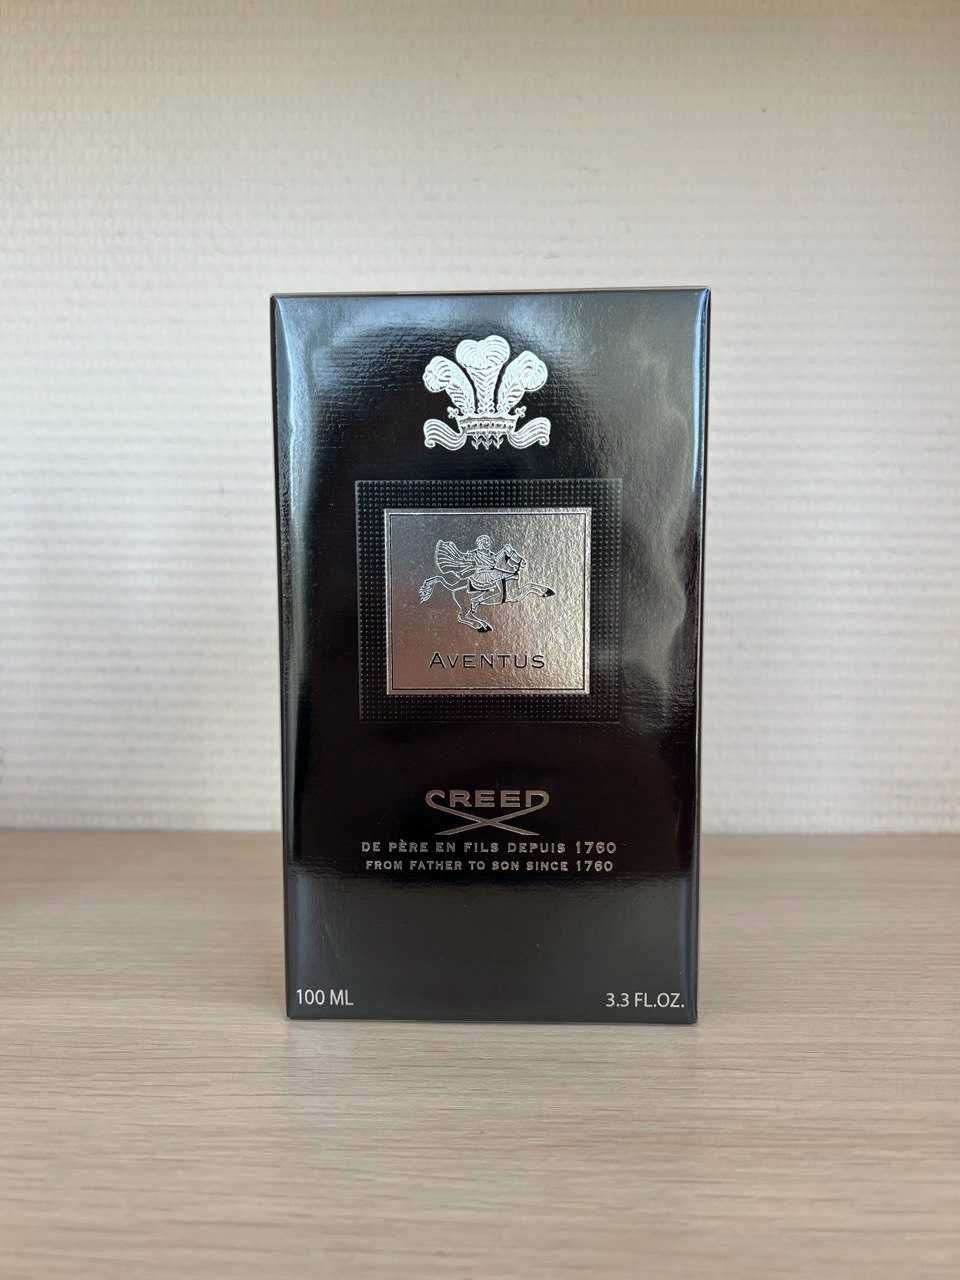 AVENTUS
CREED
DE PÈRE EN FILS DEPUIS 1760
FROM FATHER TO SON SINCE 1760
100 ML 3.3 FL.OZ.